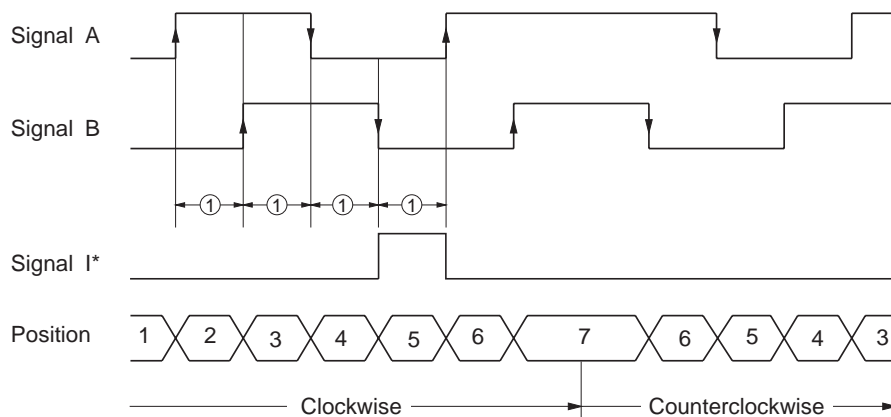 Signal A
Signal B
① ① ① ①
Signal I*
Position 1 2 3 4 5 6 7 6 5 4 3
Clockwise Counterclockwise